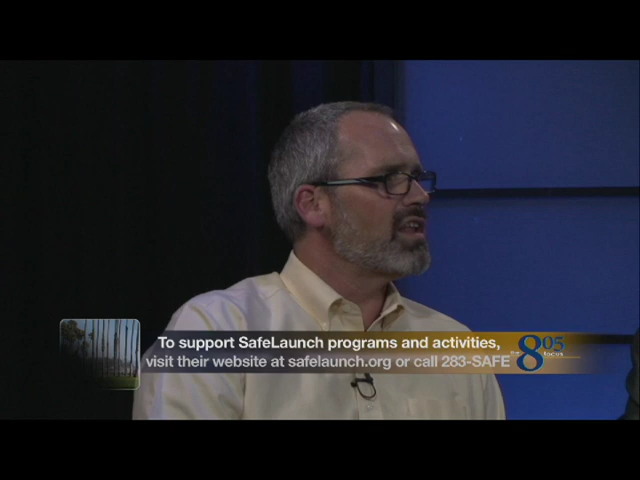 To support SafeLaunch programs and activities,
visit their website at safelaunch.org or call 283-SAFE
805
focus